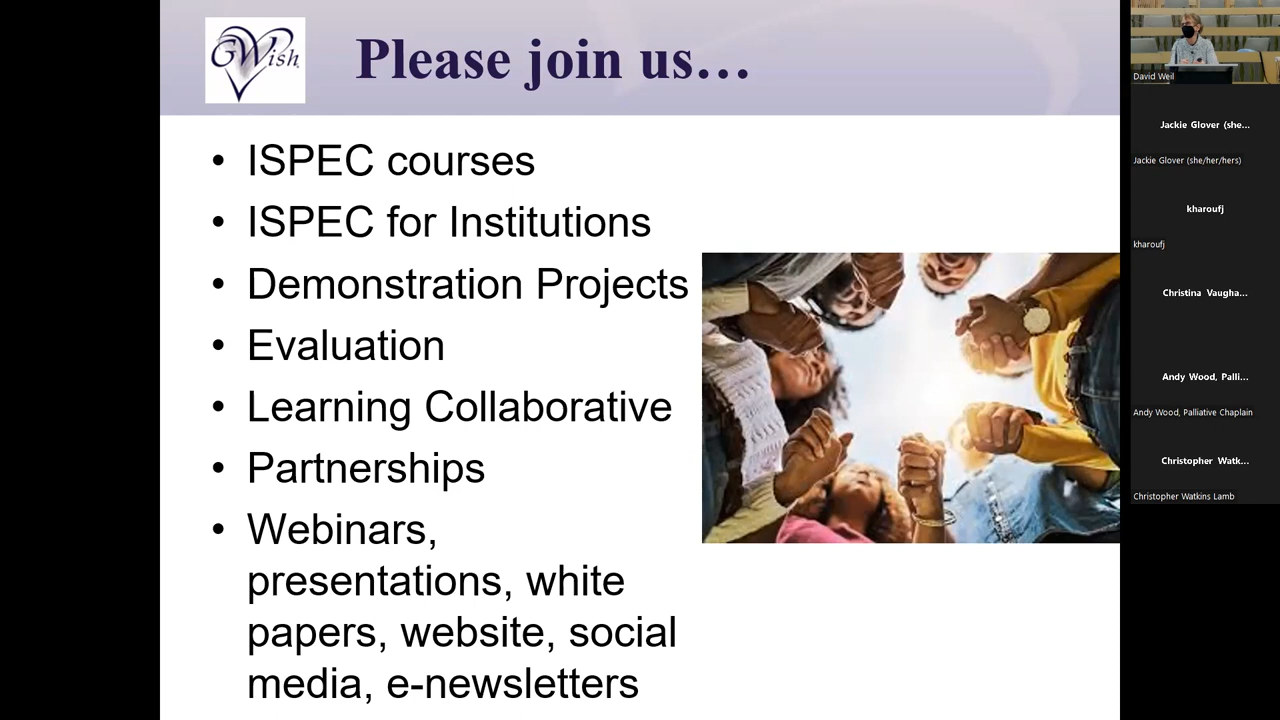 GWish
Please join us…
• ISPEC courses
• ISPEC for Institutions
• Demonstration Projects
• Evaluation
• Learning Collaborative
• Partnerships
• Webinars,
presentations, white
papers, website, social
media, e-newsletters
David Weil
Jackie Glover (she...
Jackie Glover (she/her/hers)
kharoufj
kharoufj
Christina Vaugha...
Andy Wood, Palli...
Andy Wood, Palliative Chaplain
Christopher Watk...
Christopher Watkins Lamb